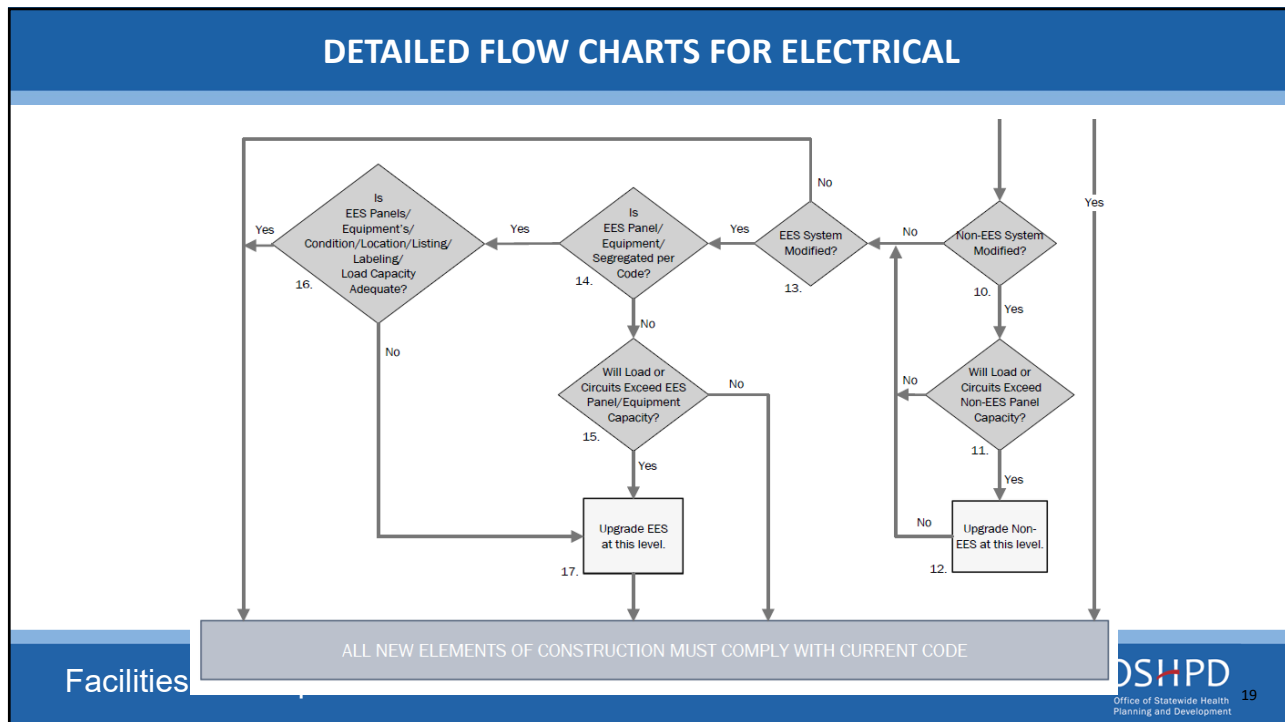 DETAILED FLOW CHARTS FOR ELECTRICAL
Yes
Non-EES System
Modified?
10.
No
Yes
Will Load or
Circuits Exceed
Non-EES Panel
Capacity?
11.
No
Yes
Upgrade Non-
EES at this level.
12.
No
EES System
Modified?
13.
No
Yes
Is
EES Panel/
Equipment/
Segregated per
Code?
14.
Yes
No
Will Load or
Circuits Exceed EES
Panel/Equipment
Capacity?
15.
No
Yes
Is
EES Panels/
Equipment's/
Condition/Location/Listing/
Labeling/
Load Capacity
Adequate?
16.
Yes
No
Upgrade EES
at this level.
17.
ALL NEW ELEMENTS OF CONSTRUCTION MUST COMPLY WITH CURRENT CODE
Facilities
OSHPD
Office of Statewide Health
Planning and Development
19